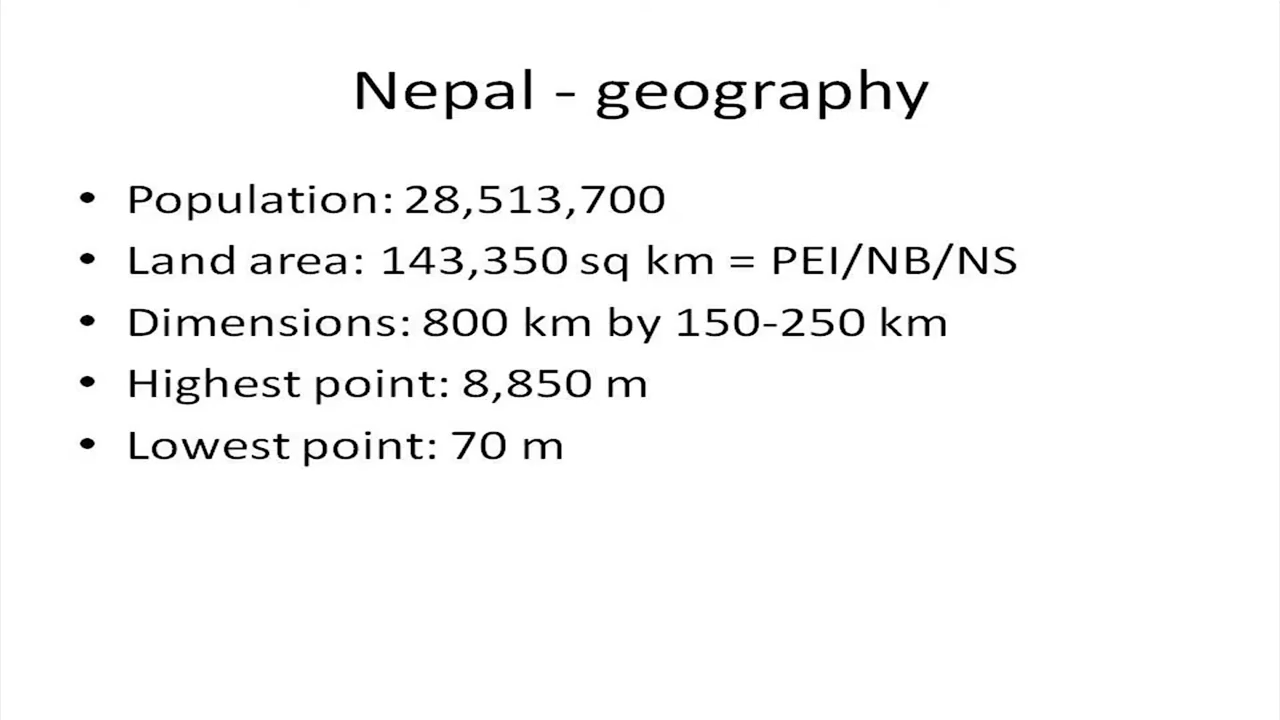 Nepal - geography
• Population: 28,513,700
• Land area: 143,350 sq km = PEI/NB/NS
• Dimensions: 800 km by 150-250 km
• Highest point: 8,850 m
• Lowest point: 70 m